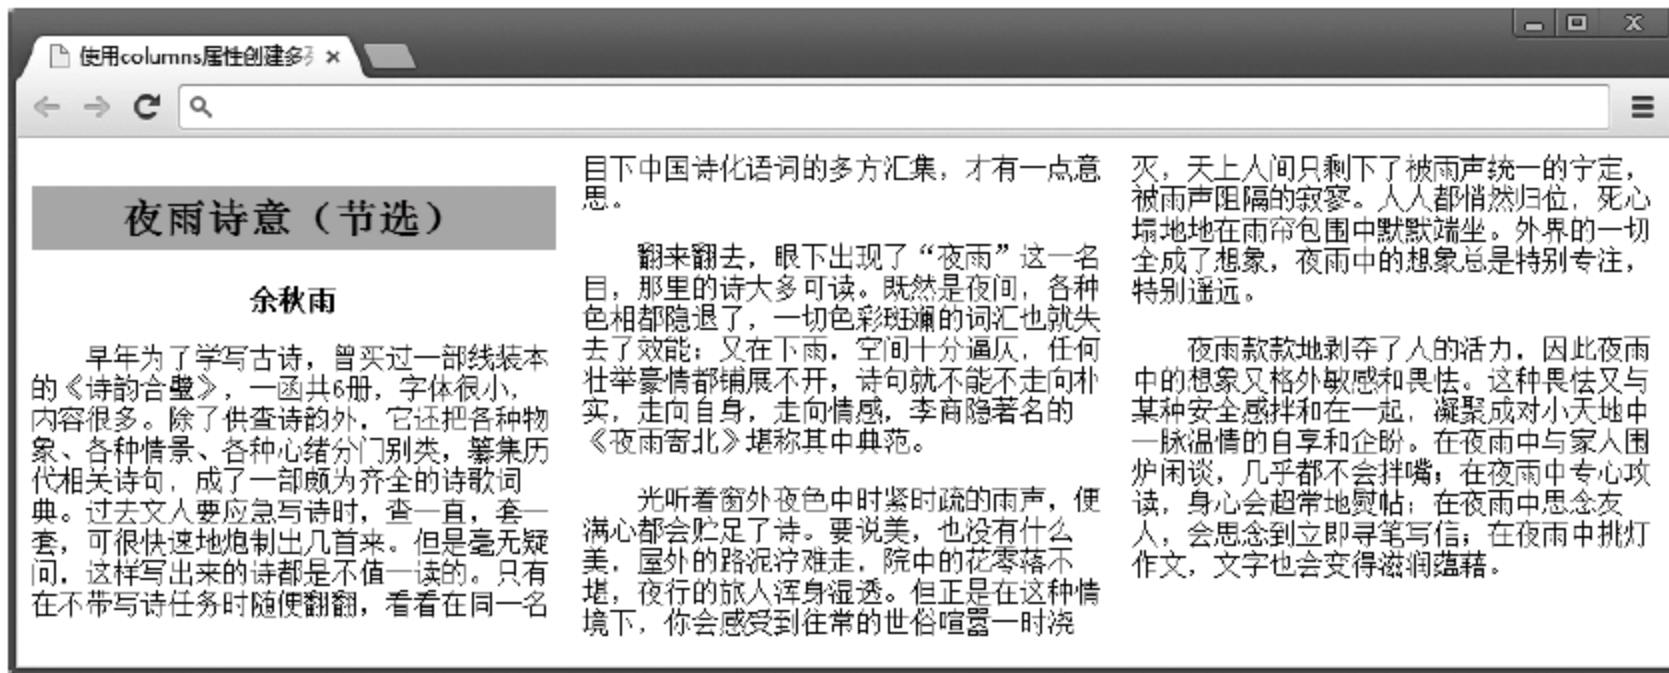 使用columns属性创建多
夜雨诗意（节选）
余秋雨
早年为了学写古诗，曾买过一部线装本
的《诗韵合璧》，一函共6册，字体很小，
内容很多。除了供查诗韵外，它还把各种物
象、各种情景、各种心绪分门别类，纂集历
代相关诗句，成了一部颇为齐全的诗歌词
典。过去文人要应急写诗时，查一直，套一
套，可很快速地炮制出几首来。但是毫无疑
问，这样写出来的诗都是不值一读的。只有
在不带写诗任务时随便翻翻，看看在同一名
目下中国诗化语词的多方汇集，才有一点意
思。
翻来翻去，眼下出现了“夜雨”这一名
目，那里的诗大多可读。既然是夜间，各种
色相都隐退了，一切色彩斑斓的词汇也就失
去了效能；又在下雨，空间十分逼仄，任何
壮举豪情都铺展不开，诗句就不能不走向朴
实，走向自身，走向情感，李商隐著名的
《夜雨寄北》堪称其中典范。
光听着窗外夜色中时紧时疏的雨声，便
满心都会贮足了诗。要说美，也没有什么
美，屋外的路泥泞难走，院中的花零落不
堪，夜行的旅人浑身湿透。但正是在这种情
境下，你会感受到往常的世俗喧嚣一时浇
灭，天上人间只剩下了被雨声统一的宁定，
被雨声阻隔的寂寥。人人都悄然归位，死心
塌地地在雨帘包围中默默端坐。外界的一切
全成了想象，夜雨中的想象总是特别专注，
特别遥远。
夜雨款款地剥夺了人的活力，因此夜雨
中的想象又格外敏感和畏怯。这种畏怯又与
某种安全感拌和在一起，凝聚成对小天地中
一脉温情的自享和企盼。在夜雨中与家人围
炉闲谈，几乎都不会拌嘴；在夜雨中专心攻
读，身心会超常地熨帖；在夜雨中思念友
人，会思念到立即寻笔写信；在夜雨中挑灯
作文，文字也会变得滋润蕴藉。